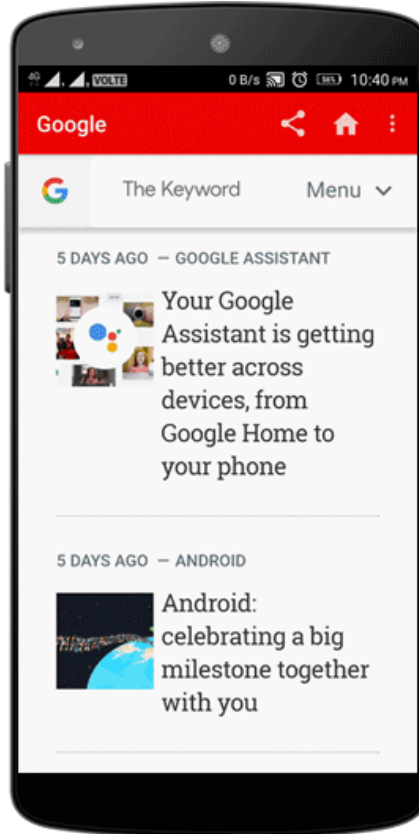 4G VOLTE 0 B/s 56% 10:40 PM
Google
G The Keyword Menu
5 DAYS AGO — GOOGLE ASSISTANT
Your Google
Assistant is getting
better across
devices, from
Google Home to
your phone
5 DAYS AGO — ANDROID
Android:
celebrating a big
milestone together
with you